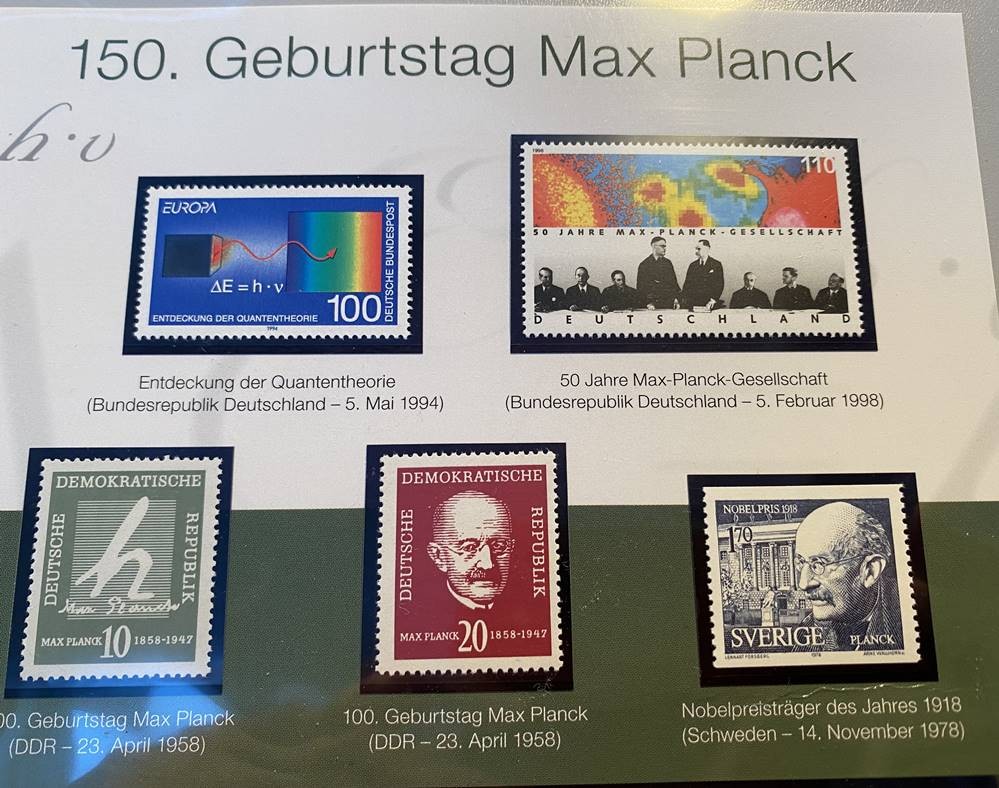 150. Geburtstag Max Planck
h·ν
EUROPA
DEUTSCHE BUNDESPOST
ΔE = h·ν
100
ENTDECKUNG DER QUANTENTHEORIE
1994
1998
110
50 JAHRE MAX-PLANCK-GESELLSCHAFT
DEUTSCHLAND
Entdeckung der Quantentheorie
(Bundesrepublik Deutschland – 5. Mai 1994)
50 Jahre Max-Planck-Gesellschaft
(Bundesrepublik Deutschland – 5. Februar 1998)
DEMOKRATISCHE
DEUTSCHE
REPUBLIK
h
Max Planck
MAX PLANCK 10 1858-1947
DEMOKRATISCHE
DEUTSCHE
REPUBLIK
MAX PLANCK 20 1858-1947
NOBELPRIS 1918
1.70
SVERIGE PLANCK
LENNART FORSBERG 1978
00. Geburtstag Max Planck
(DDR – 23. April 1958)
100. Geburtstag Max Planck
(DDR – 23. April 1958)
Nobelpreisträger des Jahres 1918
(Schweden – 14. November 1978)